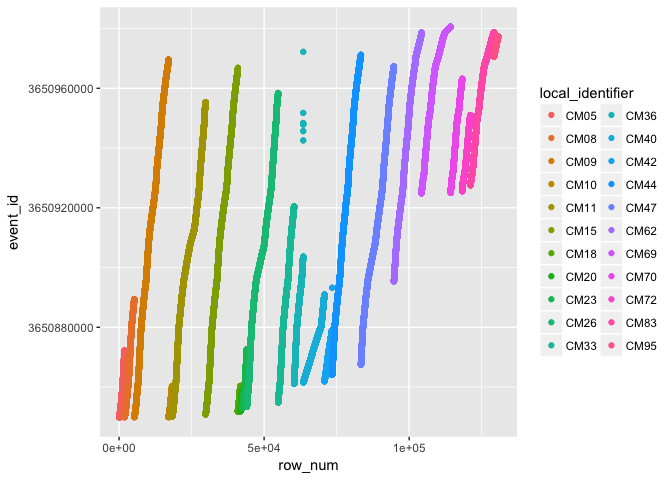 3650960000
3650920000
3650880000
event_id
0e+00 5e+04 1e+05
row_num
local_identifier
CM05 CM36
CM08 CM40
CM09 CM42
CM10 CM44
CM11 CM47
CM15 CM62
CM18 CM69
CM20 CM70
CM23 CM72
CM26 CM83
CM33 CM95